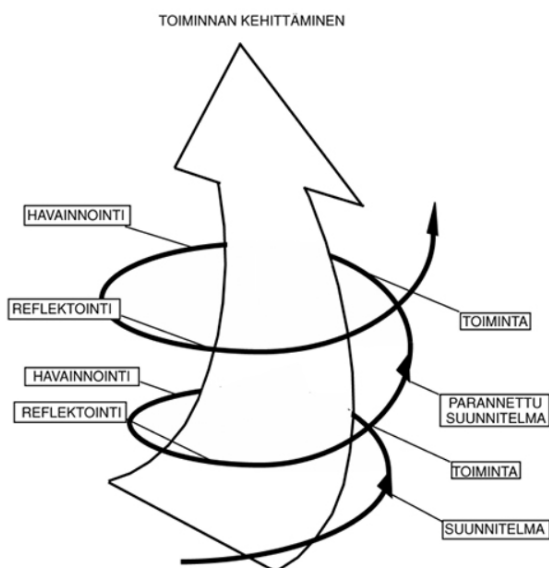 TOIMINNAN KEHITTÄMINEN
HAVAINNOINTI
REFLEKTOINTI
TOIMINTA
HAVAINNOINTI
PARANNETTU
SUUNNITELMA
REFLEKTOINTI
TOIMINTA
SUUNNITELMA